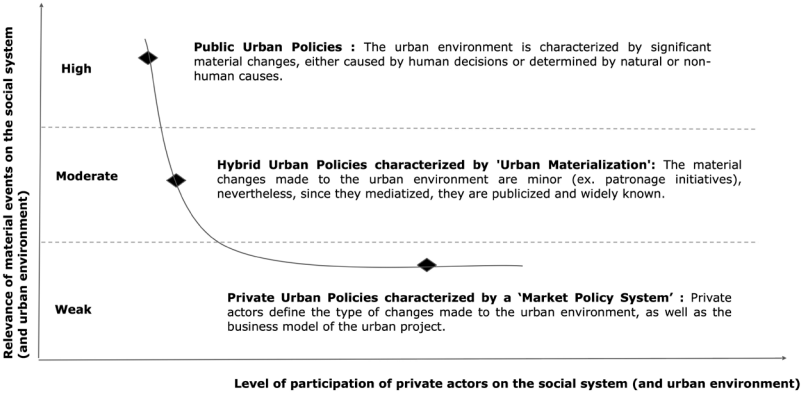 Relevance of material events on the social system
(and urban environment)
High
Public Urban Policies : The urban environment is characterized by significant
material changes, either caused by human decisions or determined by natural or non-
human causes.
Moderate
Hybrid Urban Policies characterized by 'Urban Materialization': The material
changes made to the urban environment are minor (ex. patronage initiatives),
nevertheless, since they mediatized, they are publicized and widely known.
Weak
Private Urban Policies characterized by a ‘Market Policy System’ : Private
actors define the type of changes made to the urban environment, as well as the
business model of the urban project.
Level of participation of private actors on the social system (and urban environment)